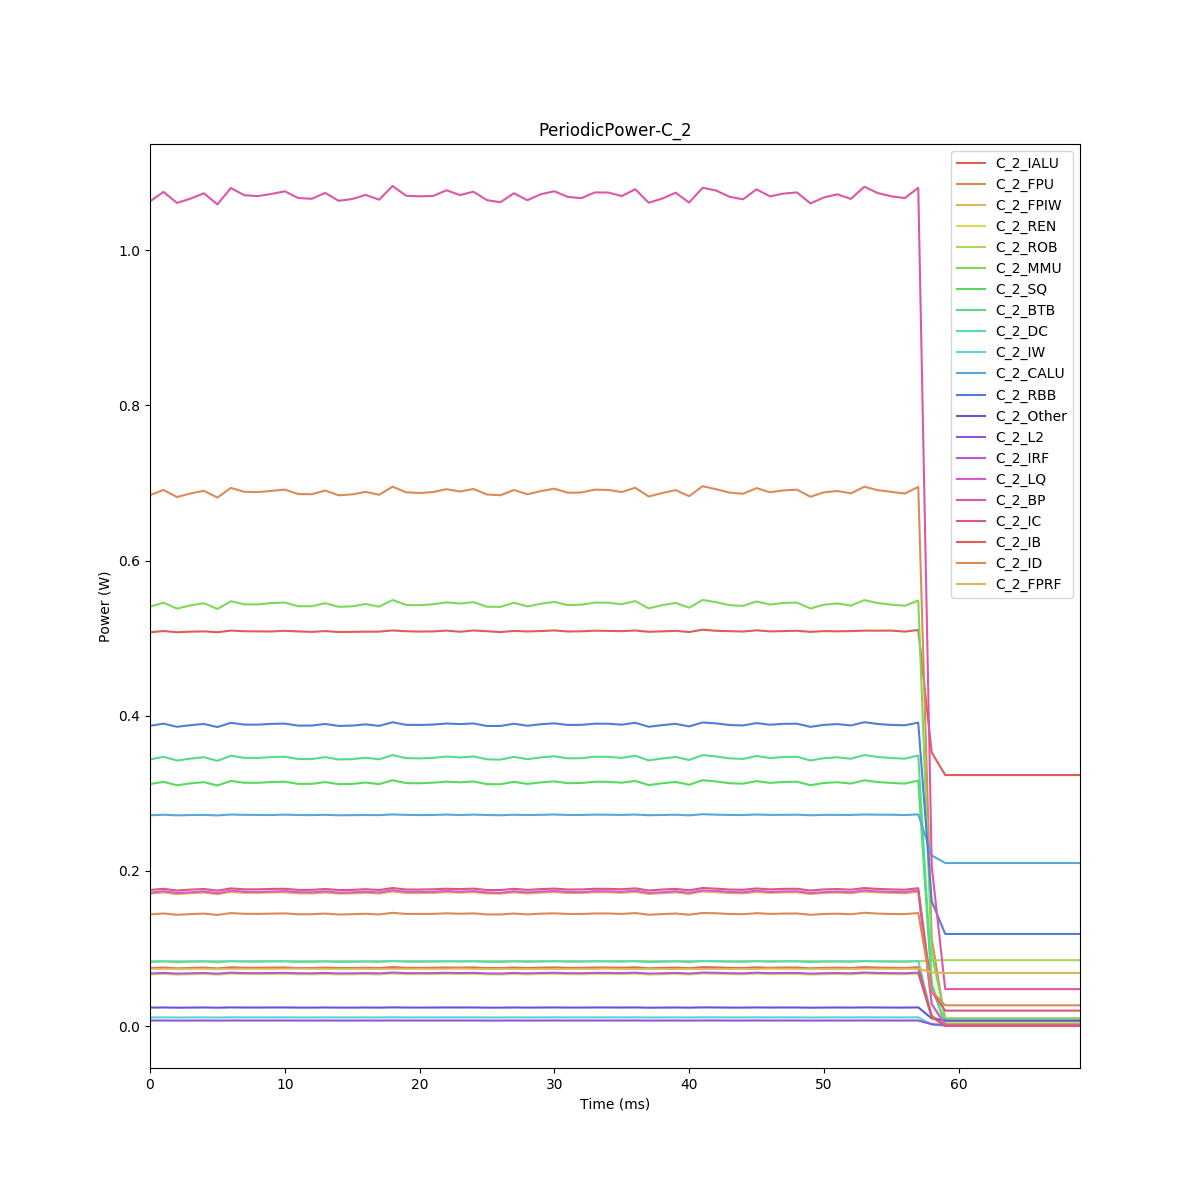 PeriodicPower-C_2
C_2_IALU
C_2_FPU
C_2_FPIW
C_2_REN
C_2_ROB
C_2_MMU
C_2_SQ
C_2_BTB
C_2_DC
C_2_IW
C_2_CALU
C_2_RBB
C_2_Other
C_2_L2
C_2_IRF
C_2_LQ
C_2_BP
C_2_IC
C_2_IB
C_2_ID
C_2_FPRF
1.0
0.8
0.6
0.4
0.2
0.0
Power (W)
0 10 20 30 40 50 60
Time (ms)